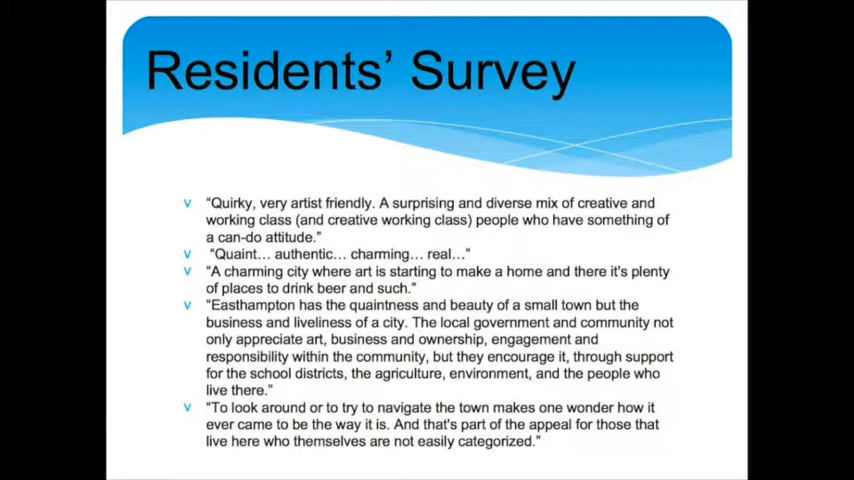 Residents’ Survey
v “Quirky, very artist friendly. A surprising and diverse mix of creative and
working class (and creative working class) people who have something of
a can-do attitude.”
v “Quaint… authentic… charming… real…”
v “A charming city where art is starting to make a home and there it's plenty
of places to drink beer and such.”
v “Easthampton has the quaintness and beauty of a small town but the
business and liveliness of a city. The local government and community not
only appreciate art, business and ownership, engagement and
responsibility within the community, but they encourage it, through support
for the school districts, the agriculture, environment, and the people who
live there.”
v “To look around or to try to navigate the town makes one wonder how it
ever came to be the way it is. And that's part of the appeal for those that
live here who themselves are not easily categorized.”